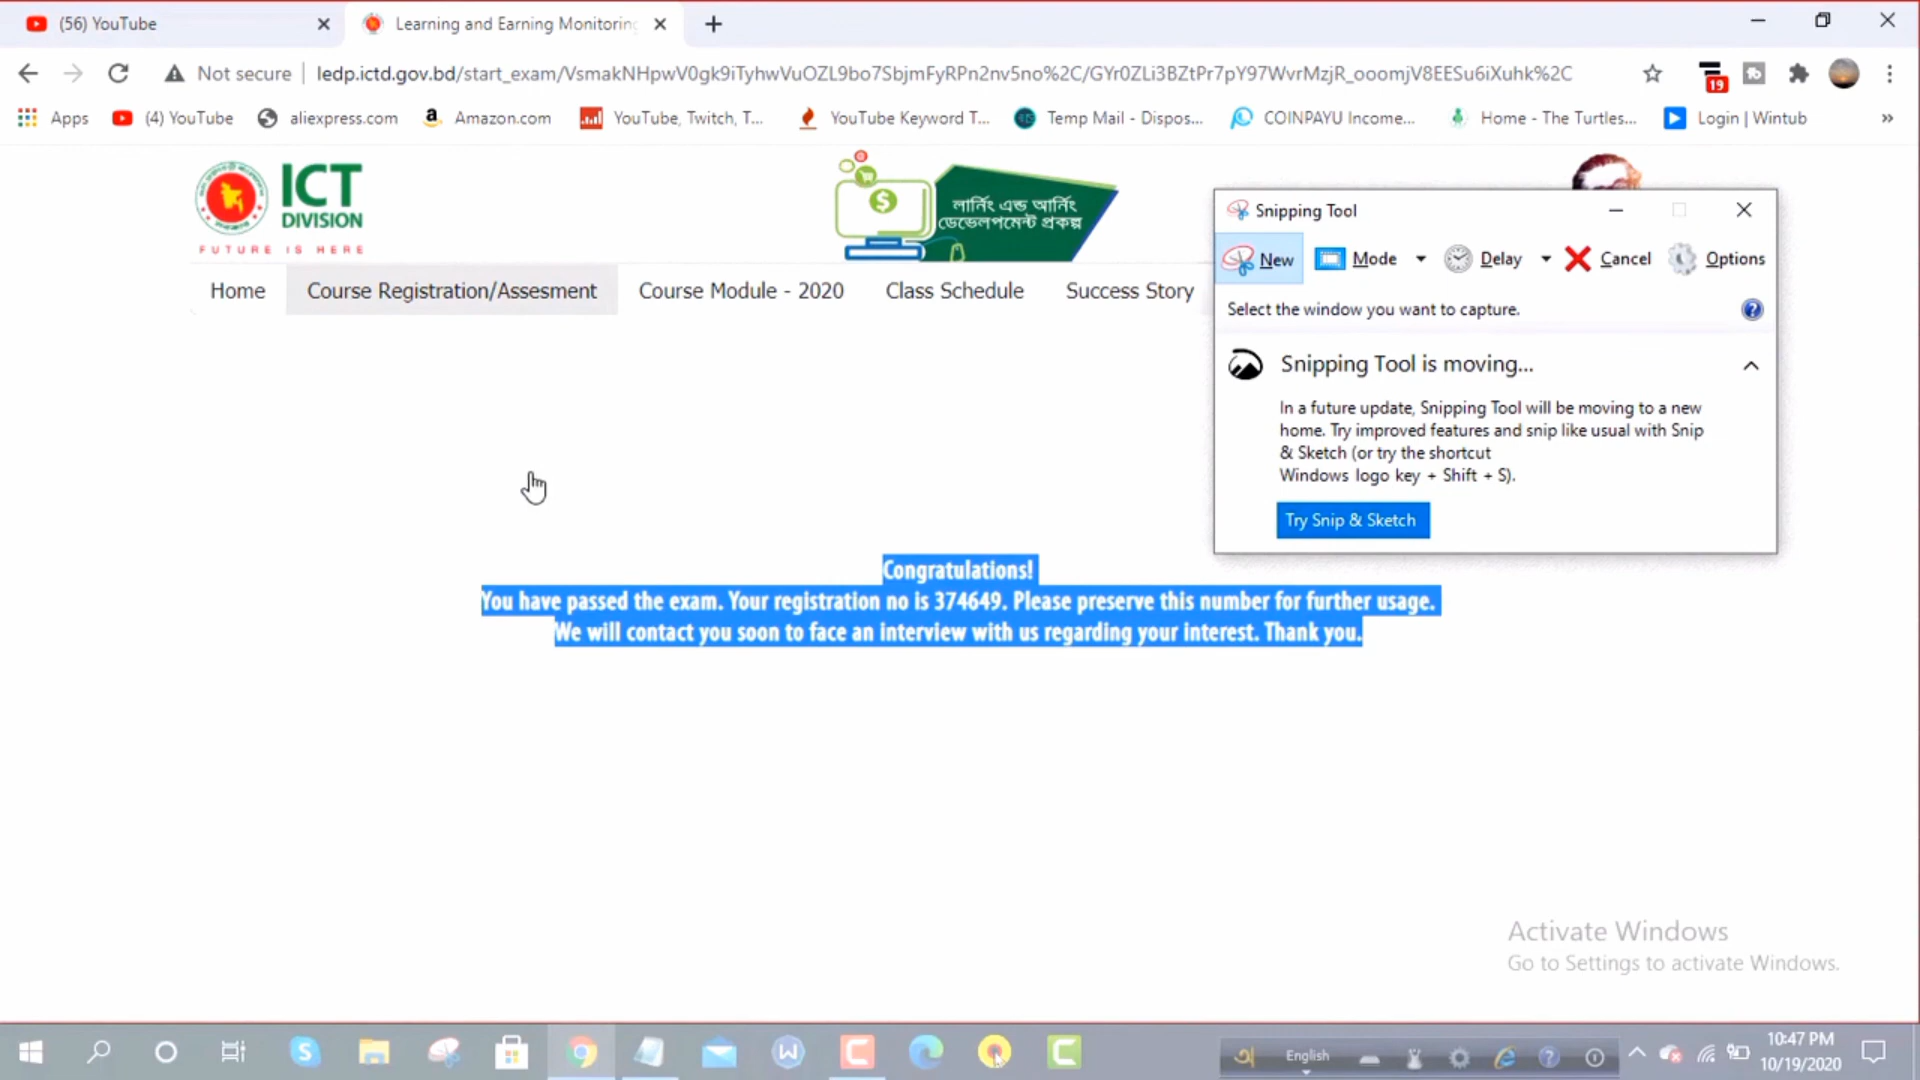 (56) YouTube
Learning and Earning Monitorin
Not secure
ledp.ictd.gov.bd/start_exam/VsmakNHpwV0gk9iTyhwVuOZL9bo7SbjmFyRPn2nv5no%2C/GYr0ZLi3BZtPr7pY97WvrMzjR_ooomjV8EESu6iXuhk%2C
19
Apps
(4) YouTube
aliexpress.com
Amazon.com
YouTube, Twitch, T...
YouTube Keyword T...
Temp Mail - Dispos...
COINPAYU Income...
Home - The Turtles...
Login | Wintub
ICT
DIVISION
FUTURE IS HERE
লার্নিং এন্ড আর্নিং
ডেভেলপমেন্ট প্রকল্প
Home
Course Registration/Assesment
Course Module - 2020
Class Schedule
Success Story
Snipping Tool
New
Mode
Delay
Cancel
Options
Select the window you want to capture.
Snipping Tool is moving...
In a future update, Snipping Tool will be moving to a new
home. Try improved features and snip like usual with Snip
& Sketch (or try the shortcut
Windows logo key + Shift + S).
Try Snip & Sketch
Congratulations!
You have passed the exam. Your registration no is 374649. Please preserve this number for further usage.
We will contact you soon to face an interview with us regarding your interest. Thank you.
Activate Windows
Go to Settings to activate Windows.
English
10:47 PM
10/19/2020